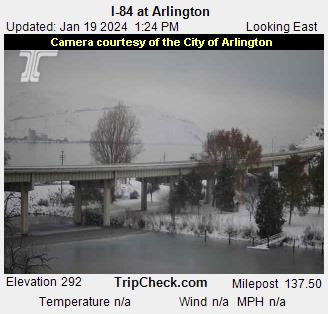 I-84 at Arlington
Updated: Jan 19 2024 1:24 PM Looking East
Camera courtesy of the City of Arlington
Elevation 292 TripCheck.com Milepost 137.50
Temperature n/a Wind n/a MPH n/a